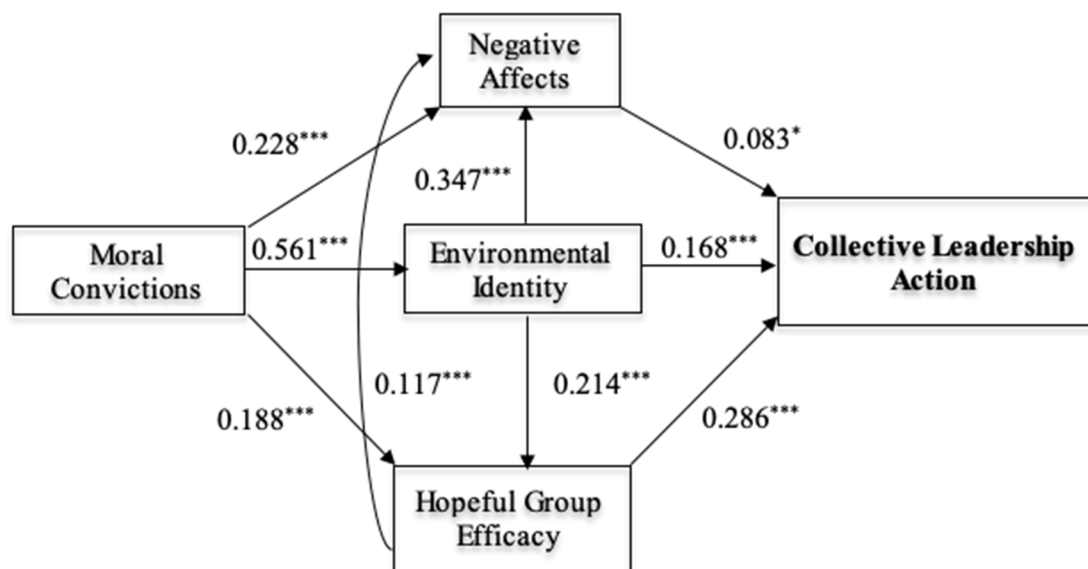 Negative
Affects
0.228***
0.083*
0.347***
Moral
Convictions
0.561***
Environmental
Identity
0.168***
Collective Leadership
Action
0.117***
0.214***
0.188***
0.286***
Hopeful Group
Efficacy